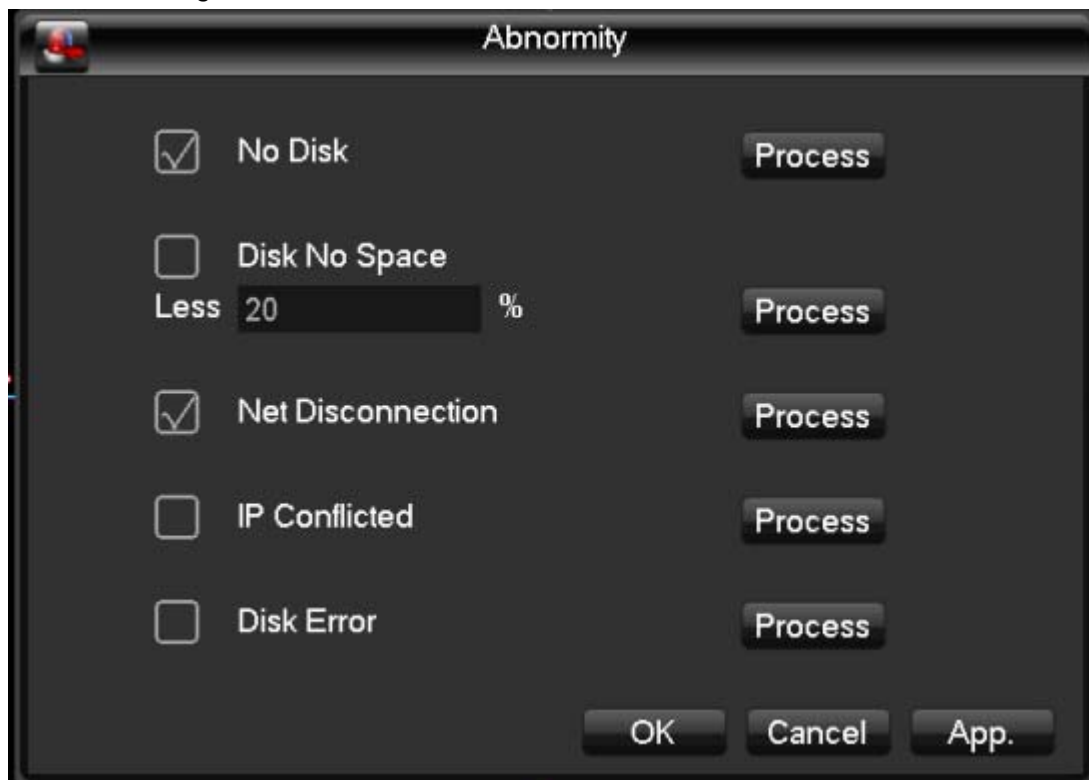 Abnormity
No Disk Process
Disk No Space
Less 20 % Process
Net Disconnection Process
IP Conflicted Process
Disk Error Process
OK Cancel App.